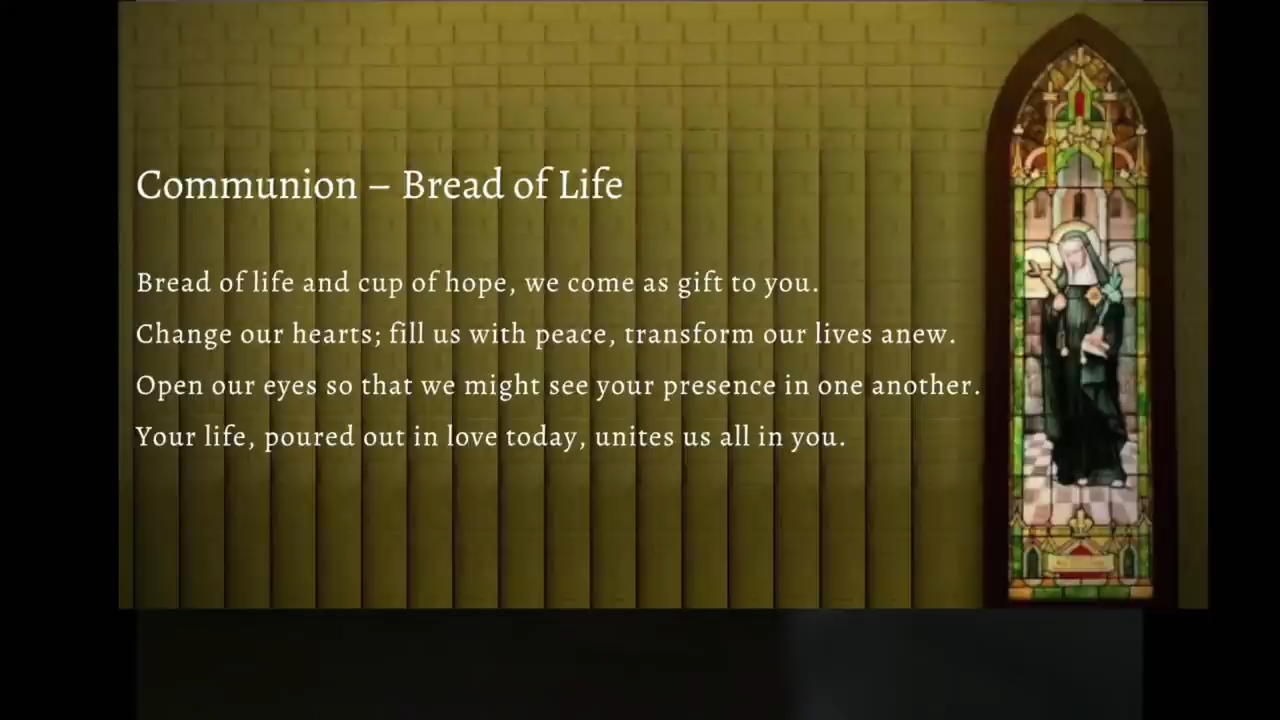 Communion – Bread of Life
Bread of life and cup of hope, we come as gift to you.
Change our hearts; fill us with peace, transform our lives anew.
Open our eyes so that we might see your presence in one another.
Your life, poured out in love today, unites us all in you.